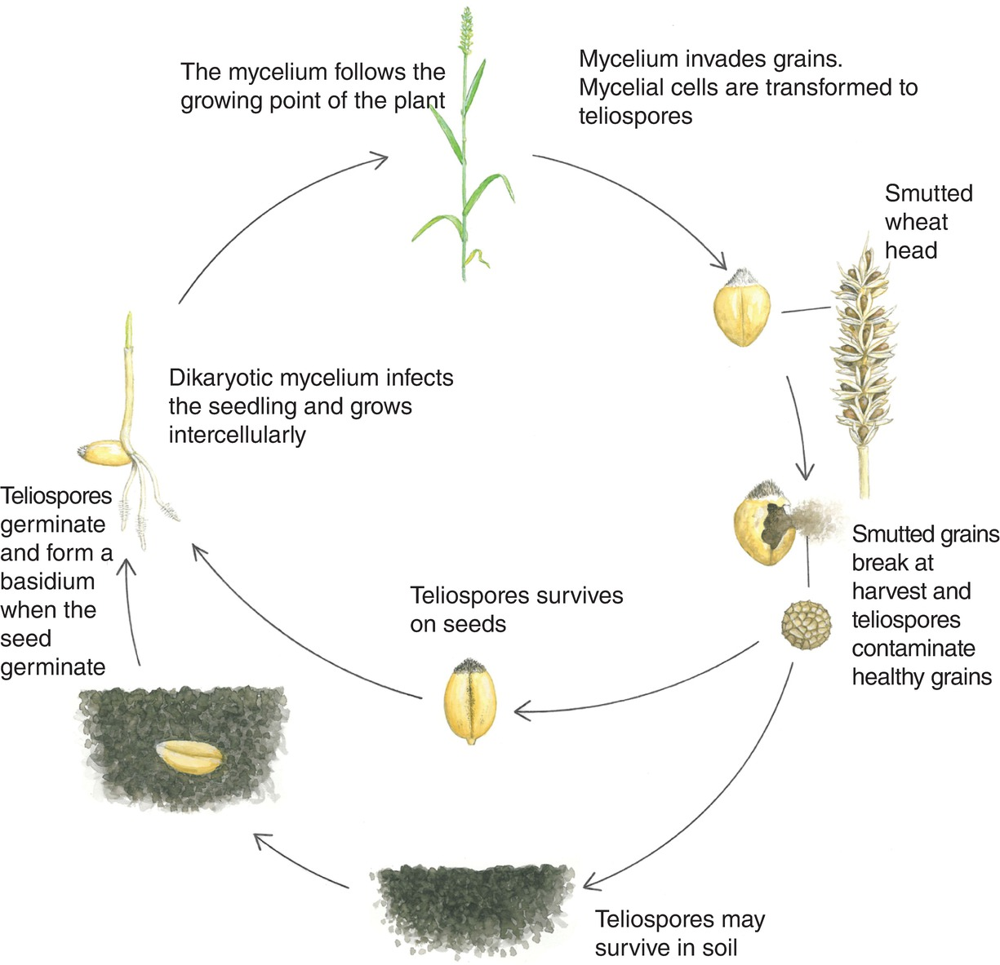 The mycelium follows the
growing point of the plant
Mycelium invades grains.
Mycelial cells are transformed to
teliospores
Smutted
wheat
head
Dikaryotic mycelium infects
the seedling and grows
intercellularly
Teliospores
germinate
and form a
basidium
when the
seed
germinate
Smutted grains
break at
harvest and
teliospores
contaminate
healthy grains
Teliospores survives
on seeds
Teliospores may
survive in soil